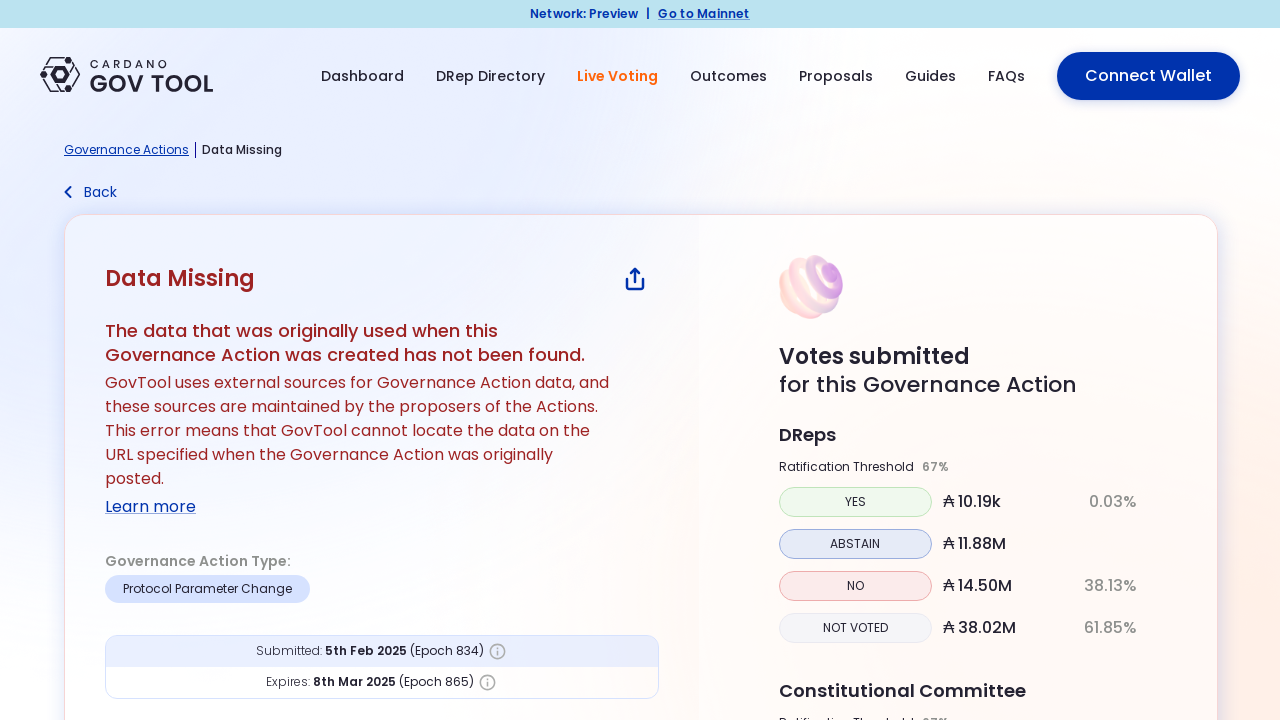 Network: Preview | Go to Mainnet
CARDANO
GOV TOOL
Dashboard DRep Directory Live Voting Outcomes Proposals Guides FAQs Connect Wallet
Governance Actions | Data Missing
Back
Data Missing
The data that was originally used when this
Governance Action was created has not been found.
GovTool uses external sources for Governance Action data, and
these sources are maintained by the proposers of the Actions.
This error means that GovTool cannot locate the data on the
URL specified when the Governance Action was originally
posted.
Learn more
Governance Action Type:
Protocol Parameter Change
Submitted: 5th Feb 2025 (Epoch 834)
Expires: 8th Mar 2025 (Epoch 865)
Votes submitted
for this Governance Action
DReps
Ratification Threshold 67%
YES ₳ 10.19k 0.03%
ABSTAIN ₳ 11.88M
NO ₳ 14.50M 38.13%
NOT VOTED ₳ 38.02M 61.85%
Constitutional Committee
Ratification Threshold 67%